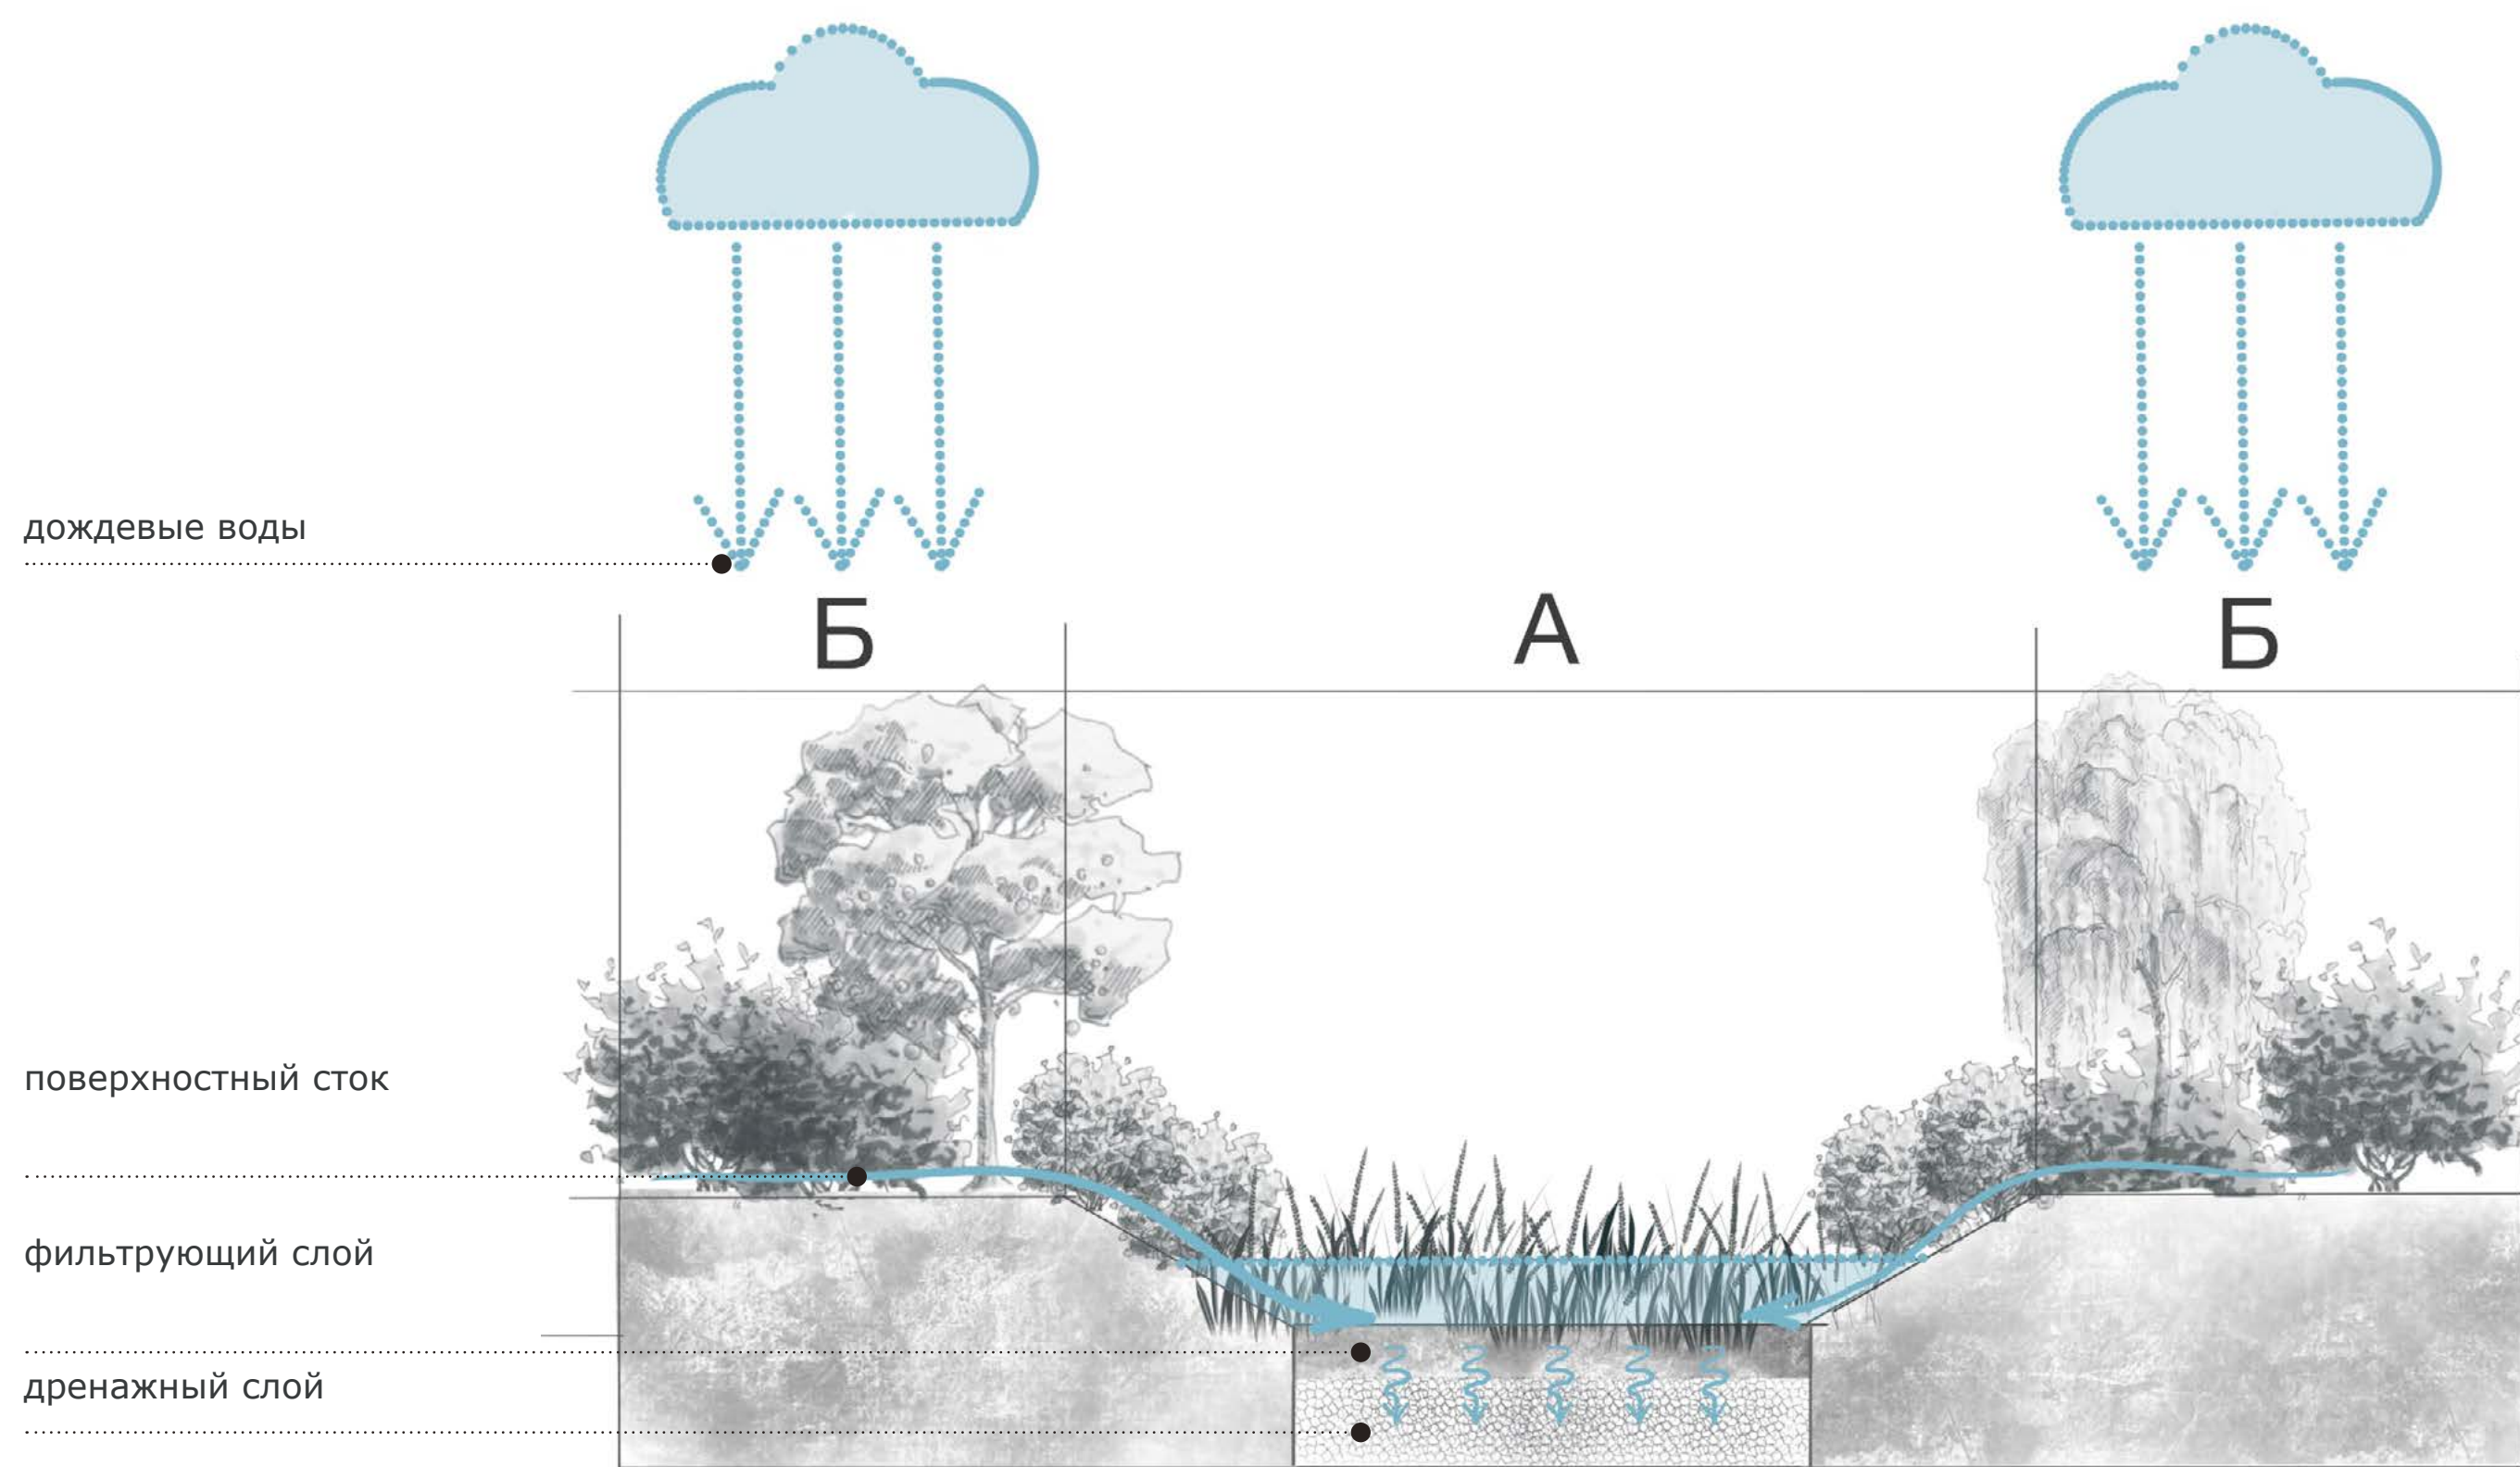 дождевые воды
Б
А
Б
поверхностный сток
фильтрующий слой
дренажный слой